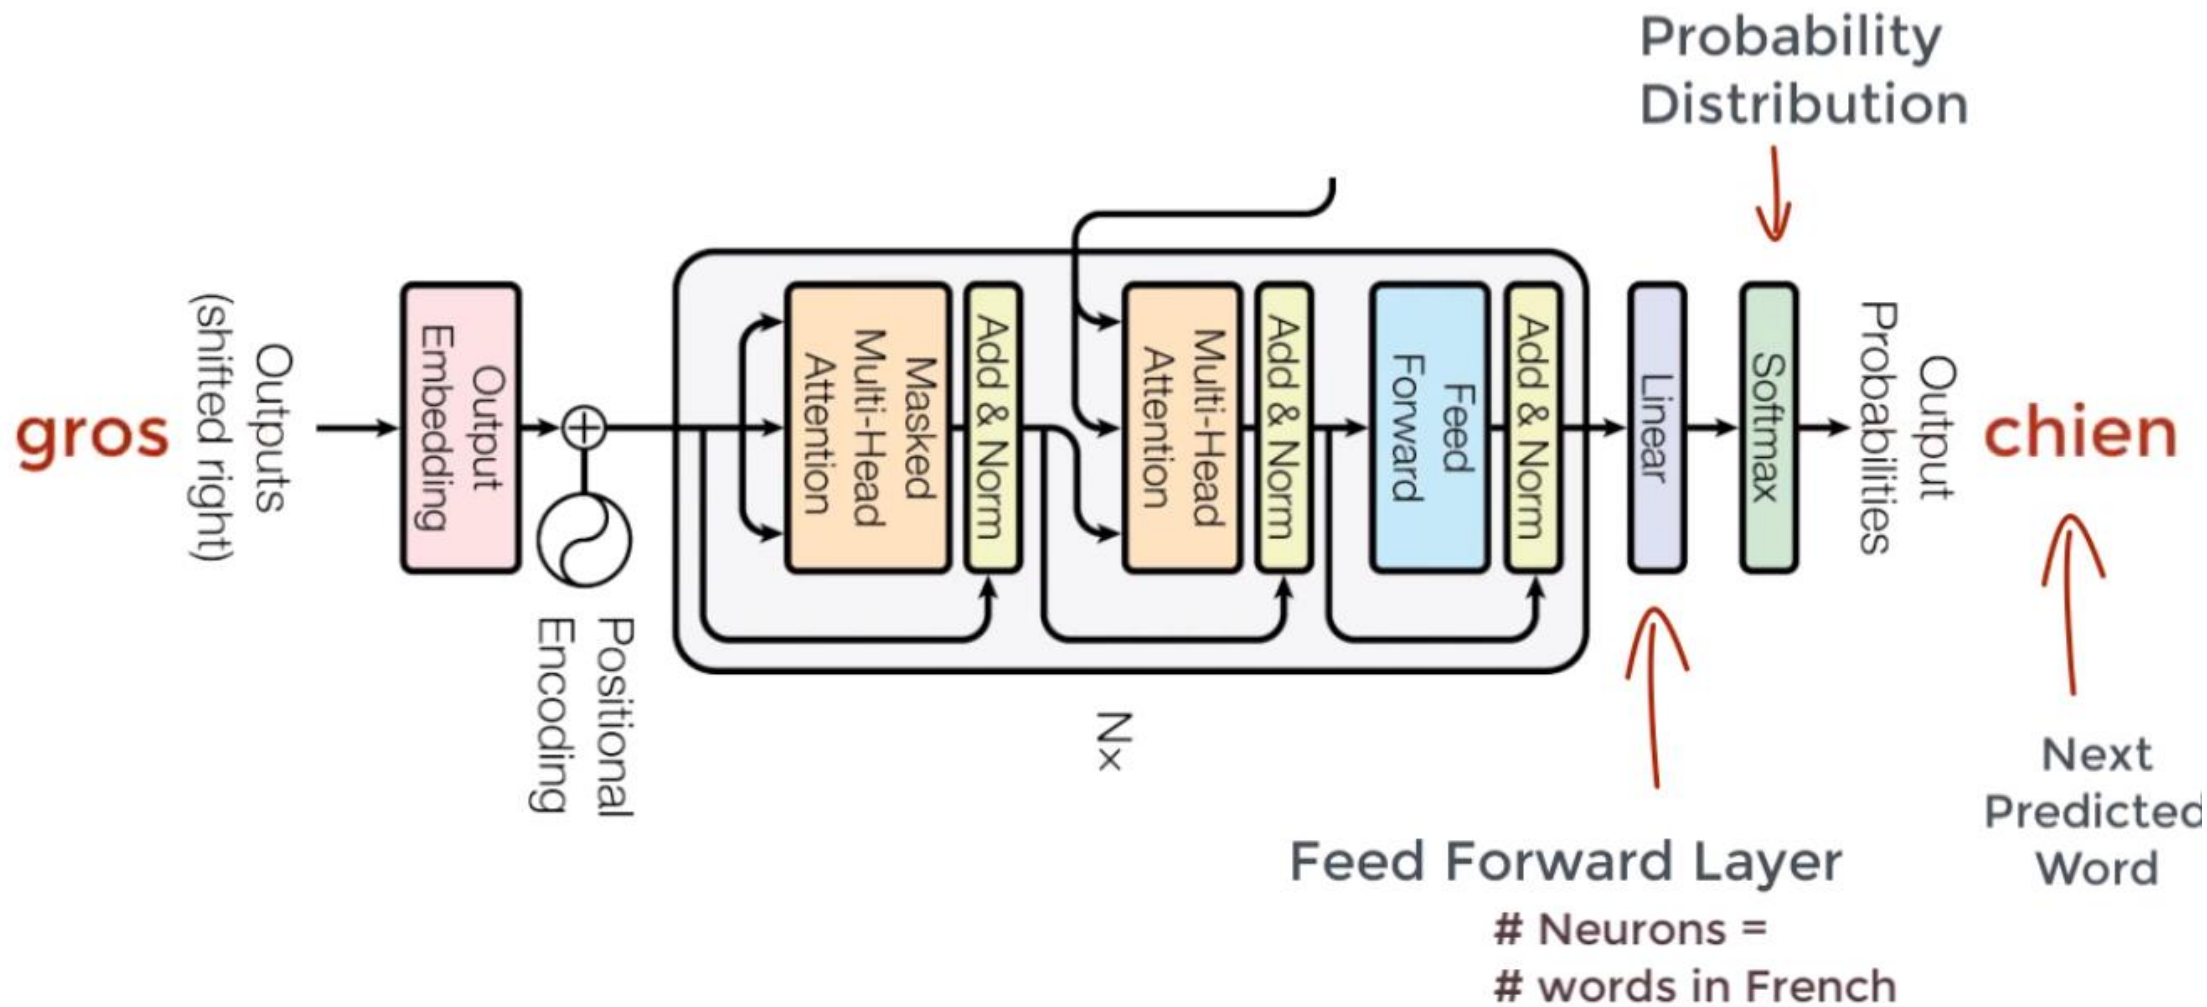 Probability
Distribution
gros
Outputs
(shifted right)
Output
Embedding
Positional
Encoding
Masked
Multi-Head
Attention
Add & Norm
Multi-Head
Attention
Add & Norm
Feed
Forward
Add & Norm
Nx
Linear
Softmax
Output
Probabilities
chien
Next
Predicted
Word
Feed Forward Layer
# Neurons =
# words in French